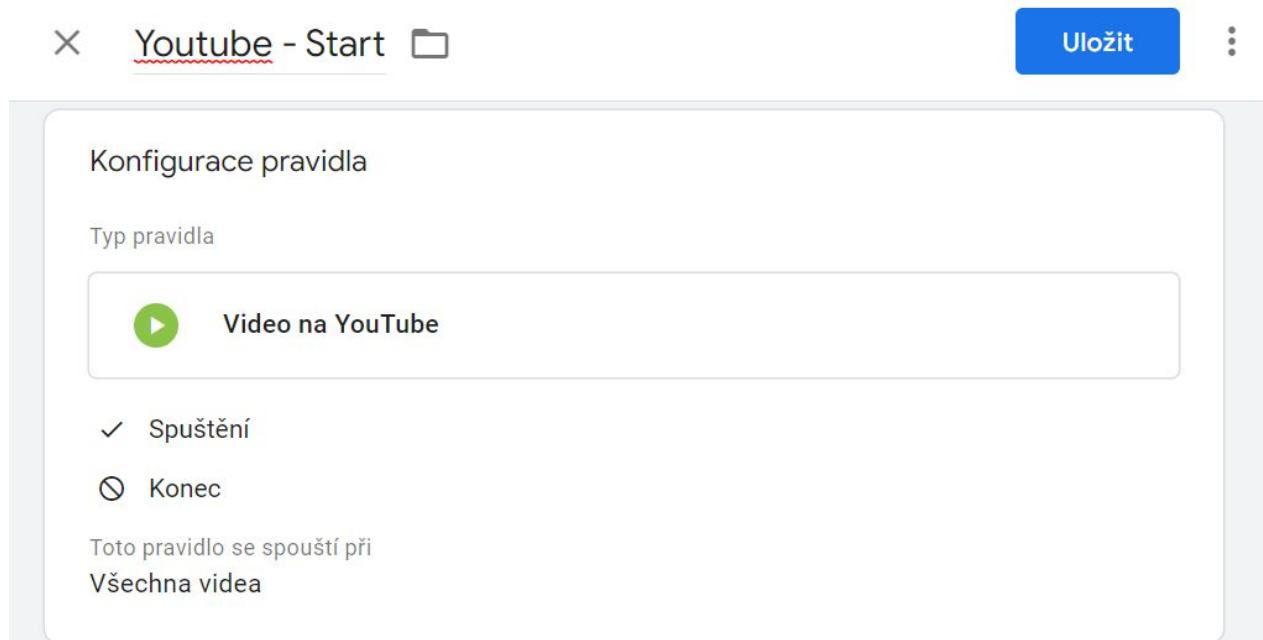 Youtube - Start
Uložit
Konfigurace pravidla
Typ pravidla
Video na YouTube
Spuštění
Konec
Toto pravidlo se spouští při
Všechna videa